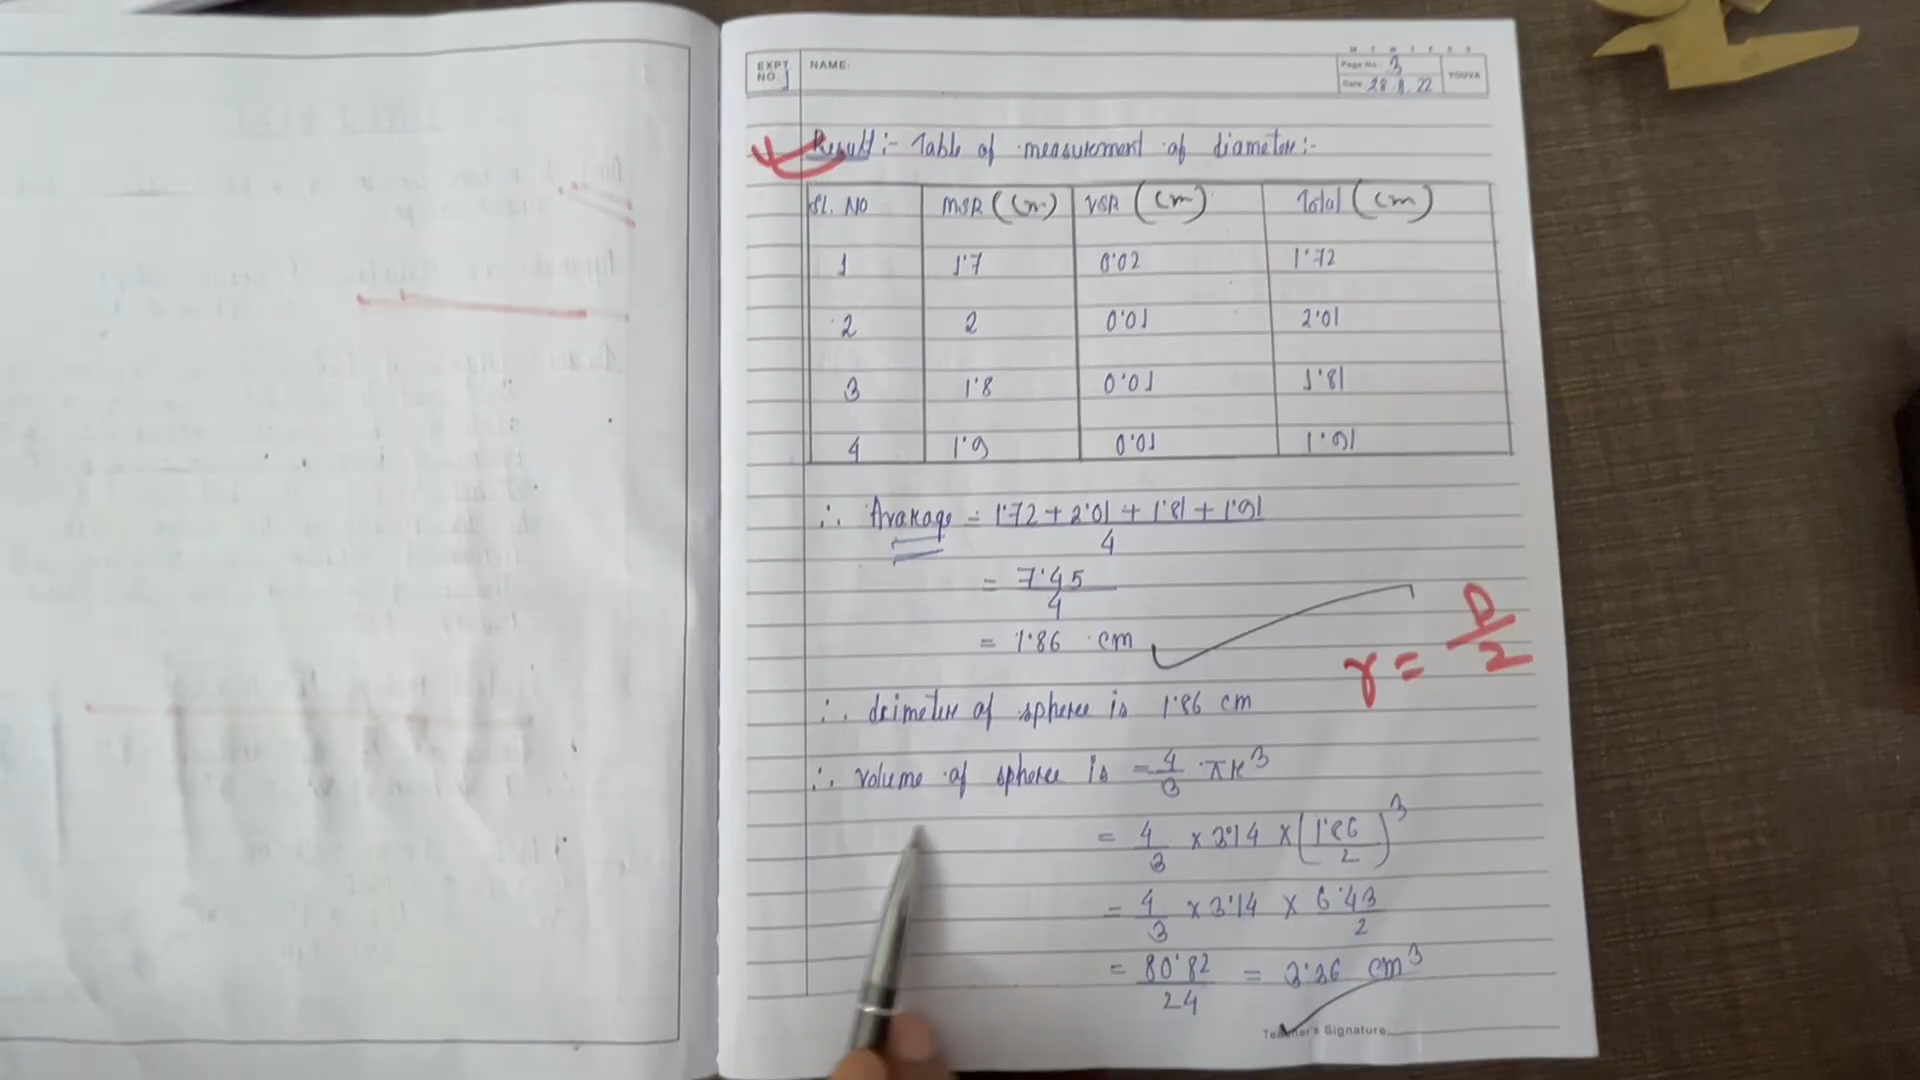 M T W T F S S
EXPT. NO. 1 NAME: Page No.: 3 YOUVA
Date: 28.11.22
Result :- Table of measurement of diameter :-
SL. NO MSR (cm) VSR (cm) Total (cm)
1 1.7 0.02 1.72
2 2 0.01 2.01
3 1.8 0.01 1.81
4 1.9 0.01 1.91
∴ Avarage = 1.72 + 2.01 + 1.81 + 1.91
4
= 7.45
4
= 1.86 cm
r = D/2
∴ deimeter of spheree is 1.86 cm
∴ volume of spheree is = 4/3 πr³
= 4/3 × 3.14 × (1.86/2)³
= 4/3 × 3.14 × 6.43/2
= 80.82/24 = 3.36 cm³
Teacher's Signature